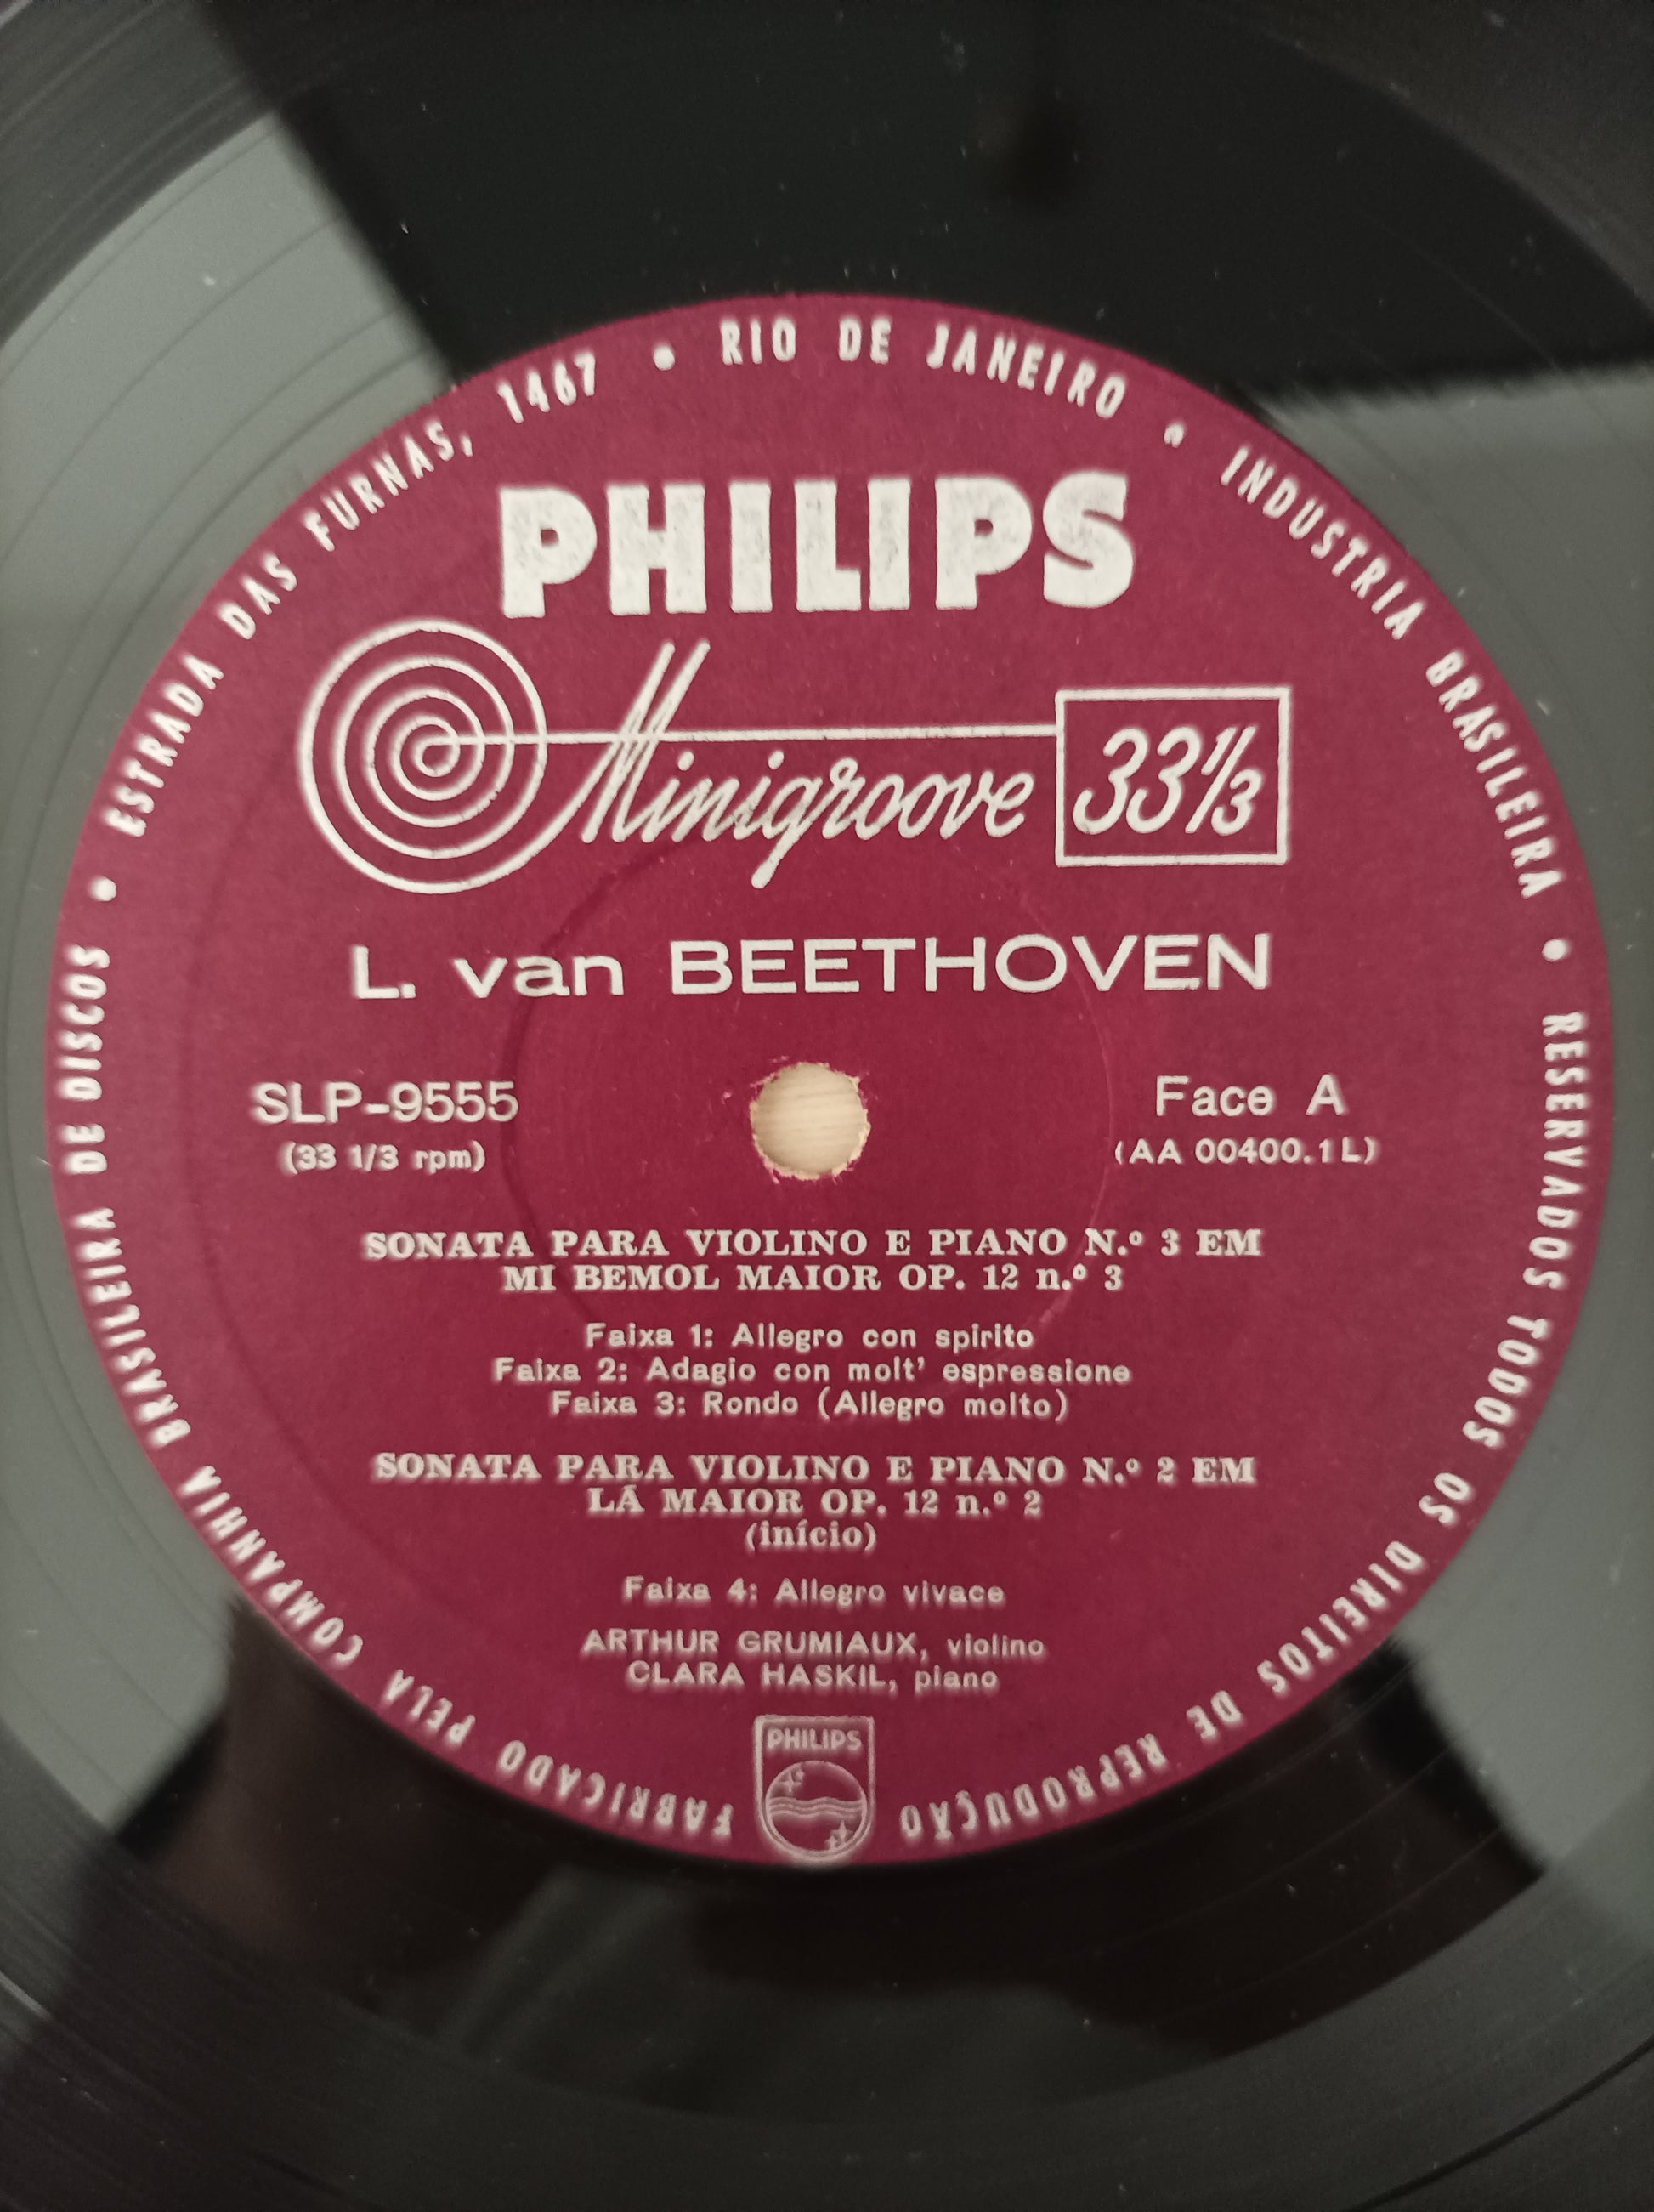 FABRICADO PELA COMPANHIA BRASILEIRA DE DISCOS • ESTRADA DAS FURNAS, 1467 • RIO DE JANEIRO • INDUSTRIA BRASILEIRA • RESERVADOS TODOS OS DIREITOS DE REPRODUÇÃO
PHILIPS
Minigroove 33 1/3
L. van BEETHOVEN
SLP-9555 Face A
(33 1/3 rpm) (AA 00400.1L)
SONATA PARA VIOLINO E PIANO N.º 3 EM
MI BEMOL MAIOR OP. 12 n.º 3
Faixa 1: Allegro con spirito
Faixa 2: Adagio con molt' espressione
Faixa 3: Rondo (Allegro molto)
SONATA PARA VIOLINO E PIANO N.º 2 EM
LÁ MAIOR OP. 12 n.º 2
(início)
Faixa 4: Allegro vivace
ARTHUR GRUMIAUX, violino
CLARA HASKIL, piano
PHILIPS